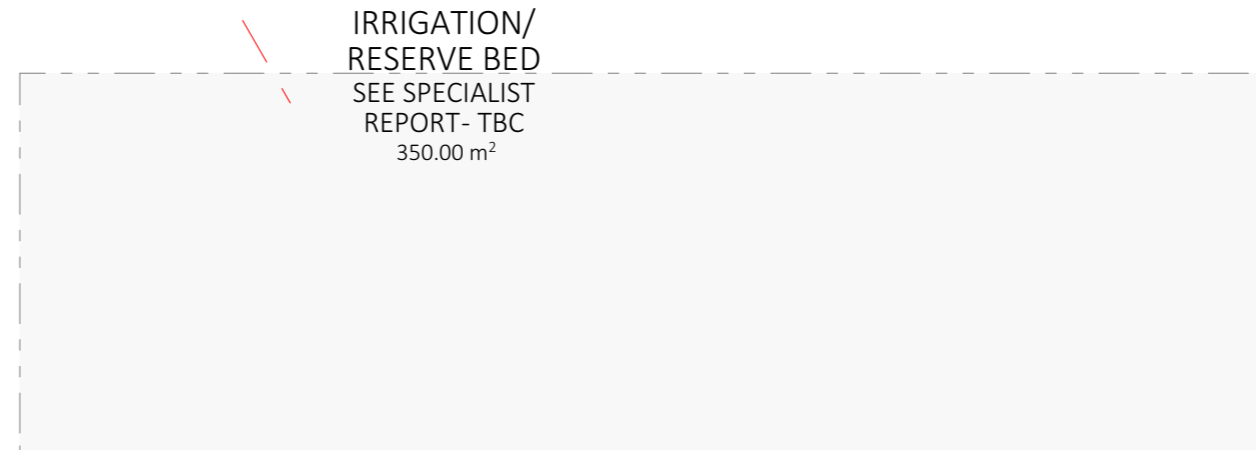 IRRIGATION/
RESERVE BED
SEE SPECIALIST
REPORT- TBC
350.00 m²